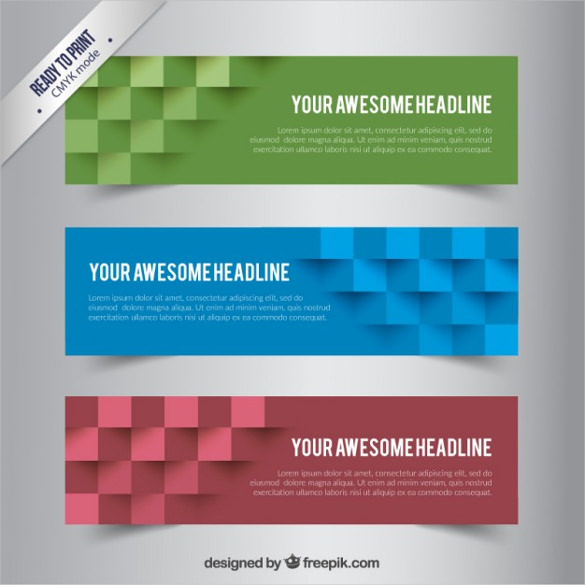 READY TO PRINT
CMYK mode
YOUR AWESOME HEADLINE
Lorem ipsum dolor sit amet, consectetur adipiscing elit, sed do
eiusmod dolore magna aliqua. Ut enim ad minim veniam, quis
exercitation ullamco laboris nisi ut aliquip ex ea commodo consequat.
YOUR AWESOME HEADLINE
Lorem ipsum dolor sit amet, consectetur adipiscing elit, sed do
eiusmod dolore magna aliqua. Ut enim ad minim veniam, quis
exercitation ullamco laboris nisi ut aliquip ex ea commodo consequat.
YOUR AWESOME HEADLINE
Lorem ipsum dolor sit amet, consectetur adipiscing elit, sed do
eiusmod dolore magna aliqua. Ut enim ad minim veniam, quis
exercitation ullamco laboris nisi ut aliquip ex ea commodo consequat.
designed by freepik.com